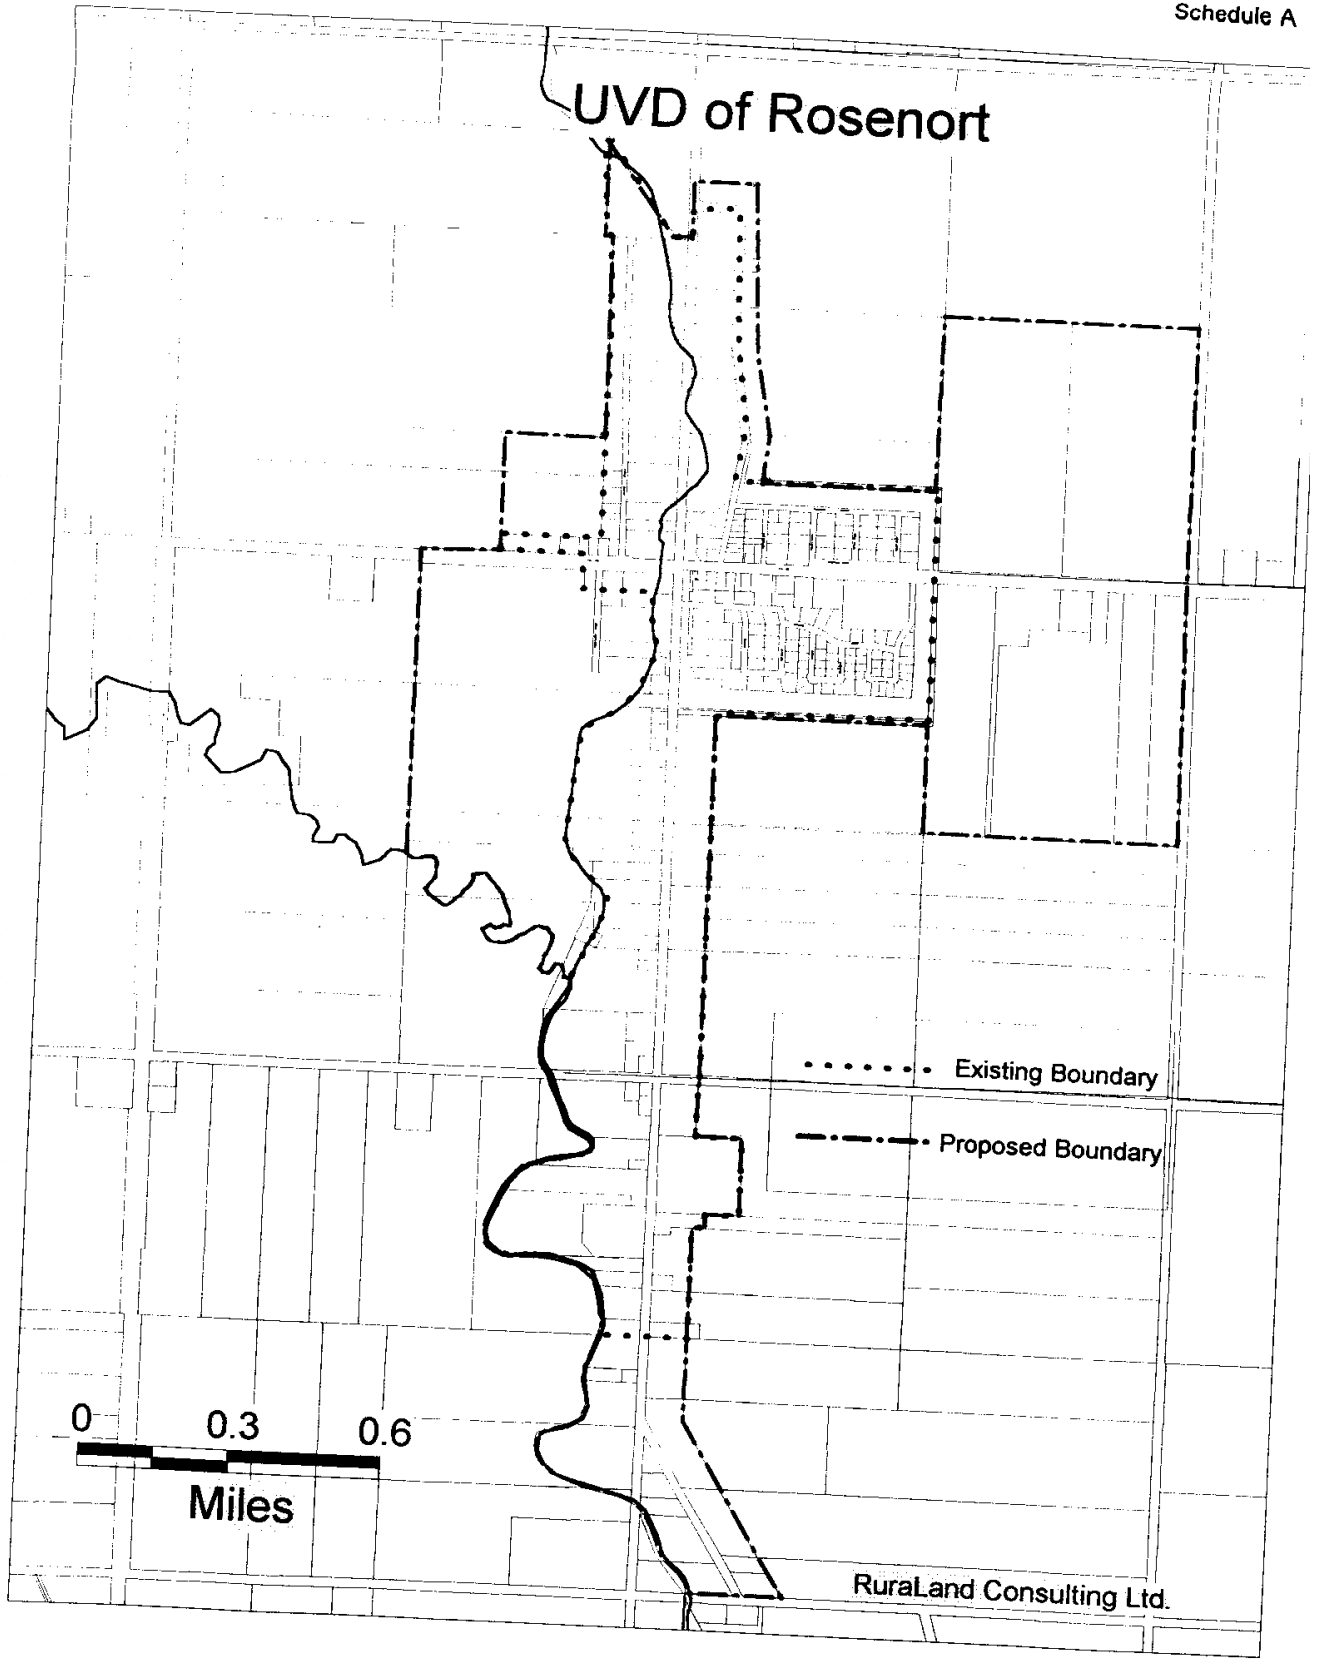 Schedule A
UVD of Rosenort
Existing Boundary
Proposed Boundary
0 0.3 0.6
Miles
RuraLand Consulting Ltd.